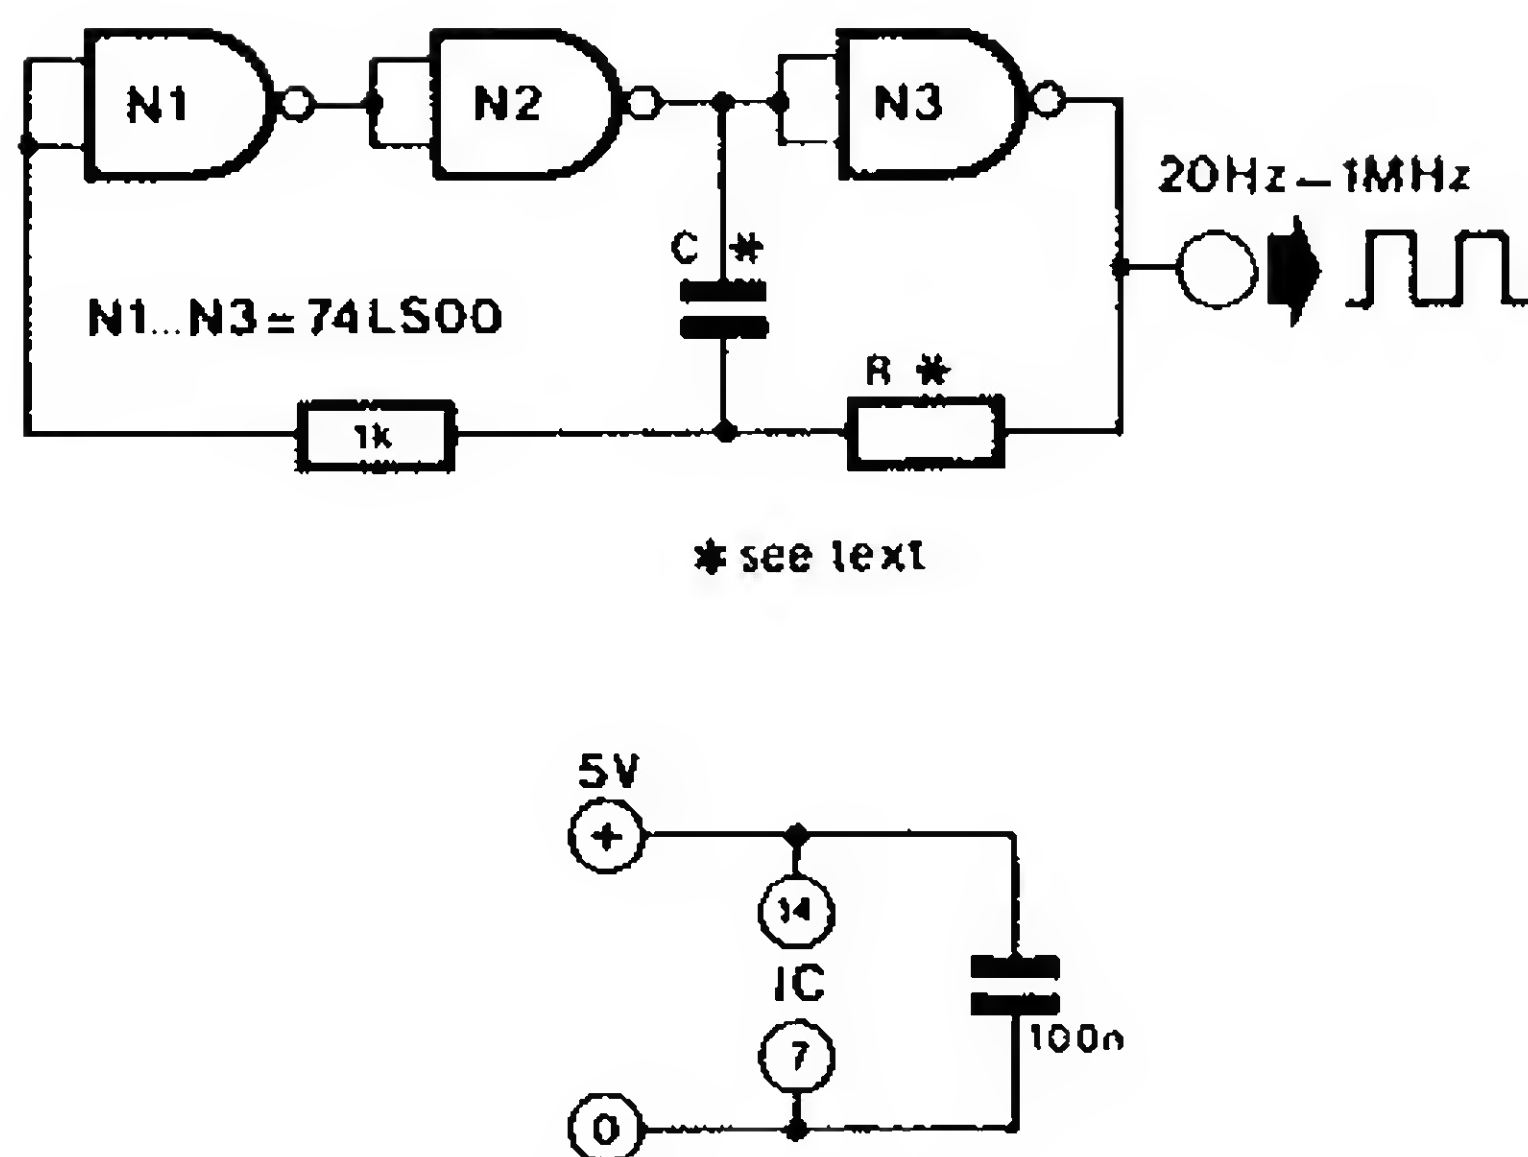 N1
N2
N3
20Hz – 1MHz
C *
N1...N3 = 74LS00
R *
1k
* see text
5V
+
14
IC
7
100n
0